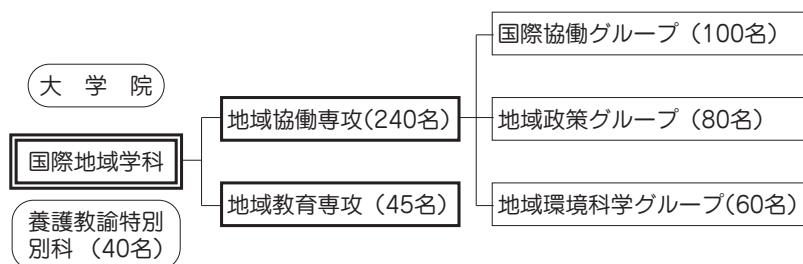 大 学 院
国際地域学科
養護教諭特別
別科 (40名)
地域協働専攻(240名)
地域教育専攻 (45名)
国際協働グループ (100名)
地域政策グループ (80名)
地域環境科学グループ(60名)